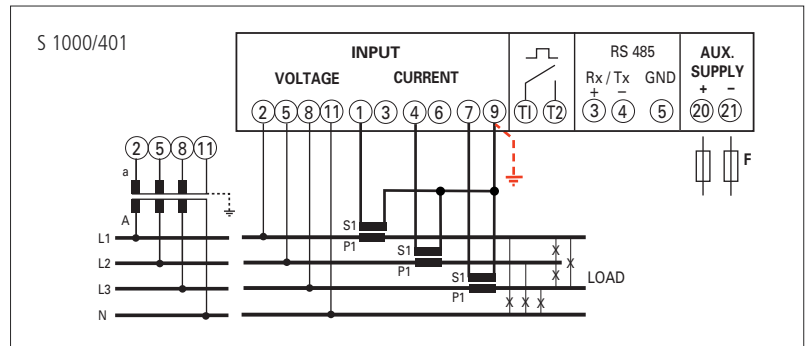 S 1000/401
INPUT
VOLTAGE CURRENT
RS 485
Rx / Tx GND
+ −
AUX.
SUPPLY
+ −
2 5 8 11 1 3 4 6 7 9 T1 T2 3 4 5 20 21
F
2 5 8 11
a
A
S1
P1
L1
S1
P1
L2
S1
P1
L3
LOAD
N
X X X X X X